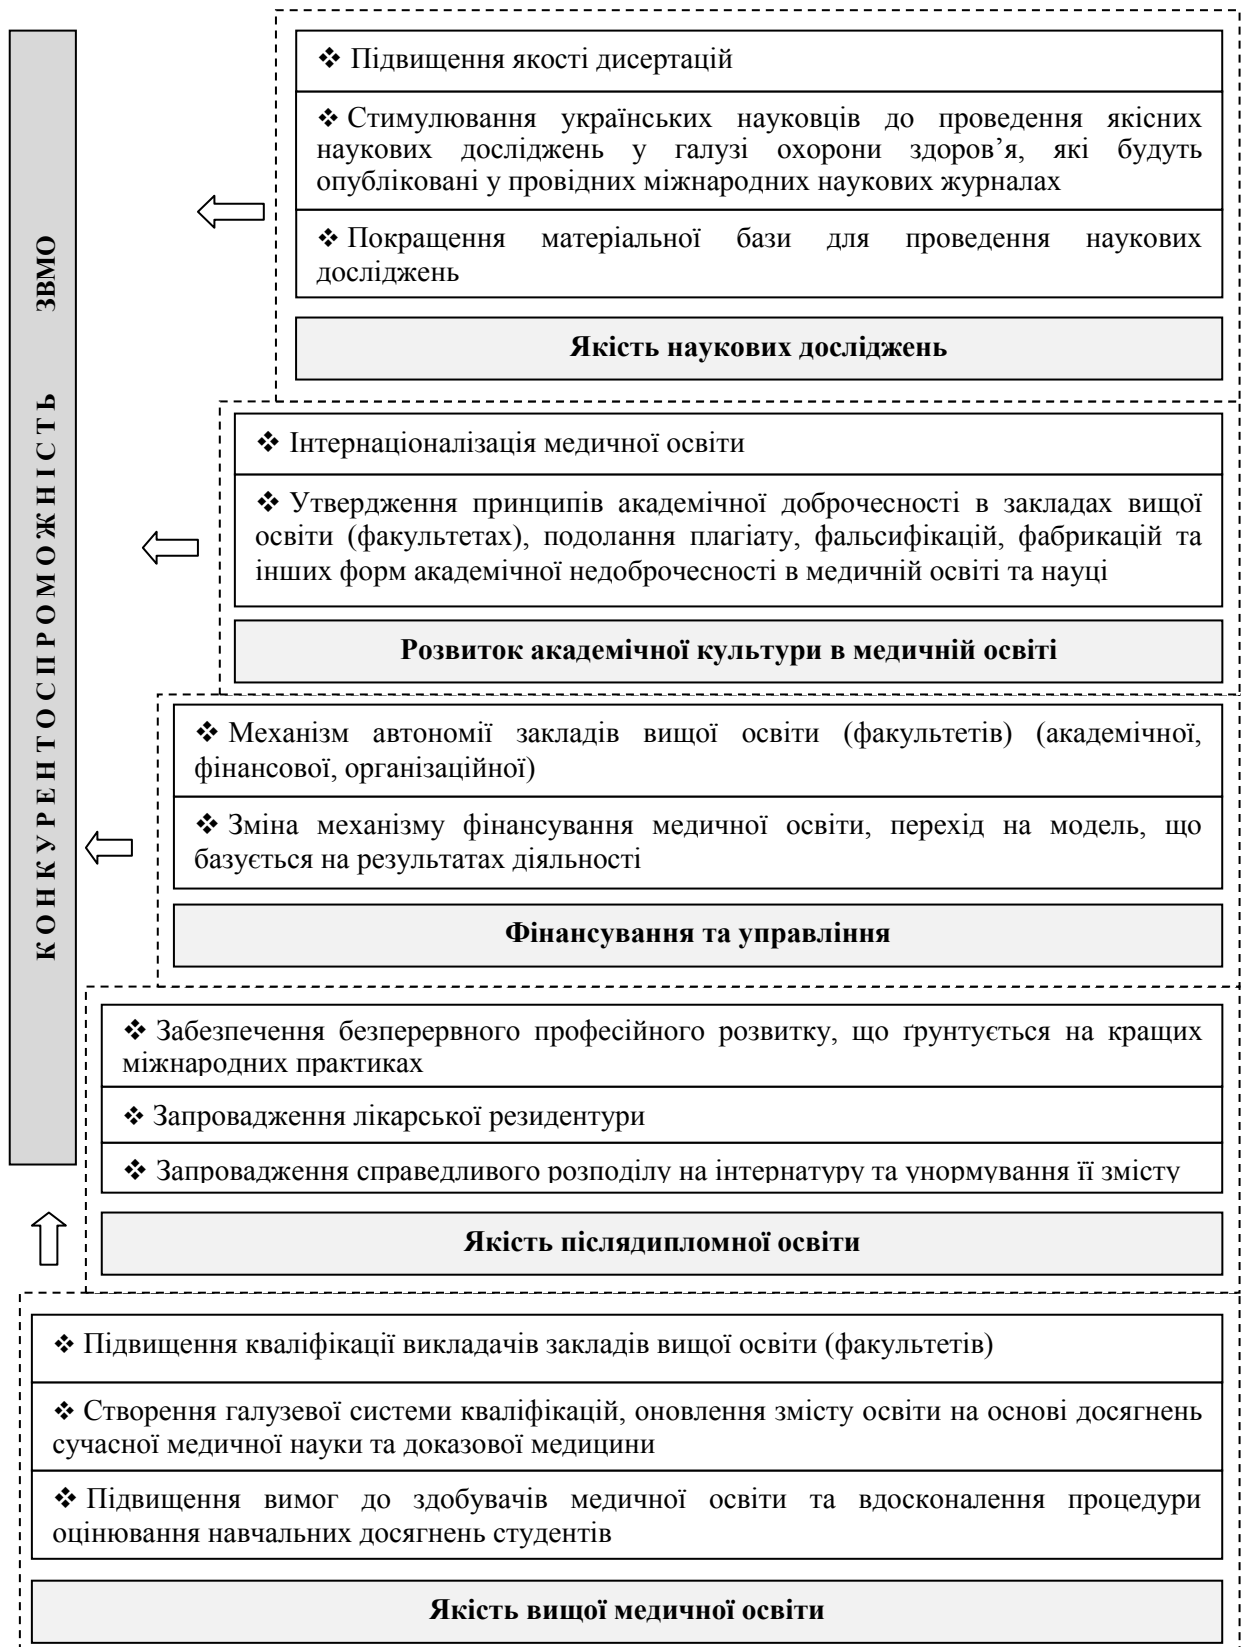 КОНКУРЕНТОСПРОМОЖНІСТЬ ЗВМО
❖ Підвищення якості дисертацій
❖ Стимулювання українських науковців до проведення якісних
наукових досліджень у галузі охорони здоров’я, які будуть
опубліковані у провідних міжнародних наукових журналах
❖ Покращення матеріальної бази для проведення наукових
досліджень
Якість наукових досліджень
❖ Інтернаціоналізація медичної освіти
❖ Утвердження принципів академічної доброчесності в закладах вищої
освіти (факультетах), подолання плагіату, фальсифікацій, фабрикацій та
інших форм академічної недоброчесності в медичній освіті та науці
Розвиток академічної культури в медичній освіті
❖ Механізм автономії закладів вищої освіти (факультетів) (академічної,
фінансової, організаційної)
❖ Зміна механізму фінансування медичної освіти, перехід на модель, що
базується на результатах діяльності
Фінансування та управління
❖ Забезпечення безперервного професійного розвитку, що ґрунтується на кращих
міжнародних практиках
❖ Запровадження лікарської резидентури
❖ Запровадження справедливого розподілу на інтернатуру та унормування її змісту
Якість післядипломної освіти
❖ Підвищення кваліфікації викладачів закладів вищої освіти (факультетів)
❖ Створення галузевої системи кваліфікацій, оновлення змісту освіти на основі досягнень
сучасної медичної науки та доказової медицини
❖ Підвищення вимог до здобувачів медичної освіти та вдосконалення процедури
оцінювання навчальних досягнень студентів
Якість вищої медичної освіти